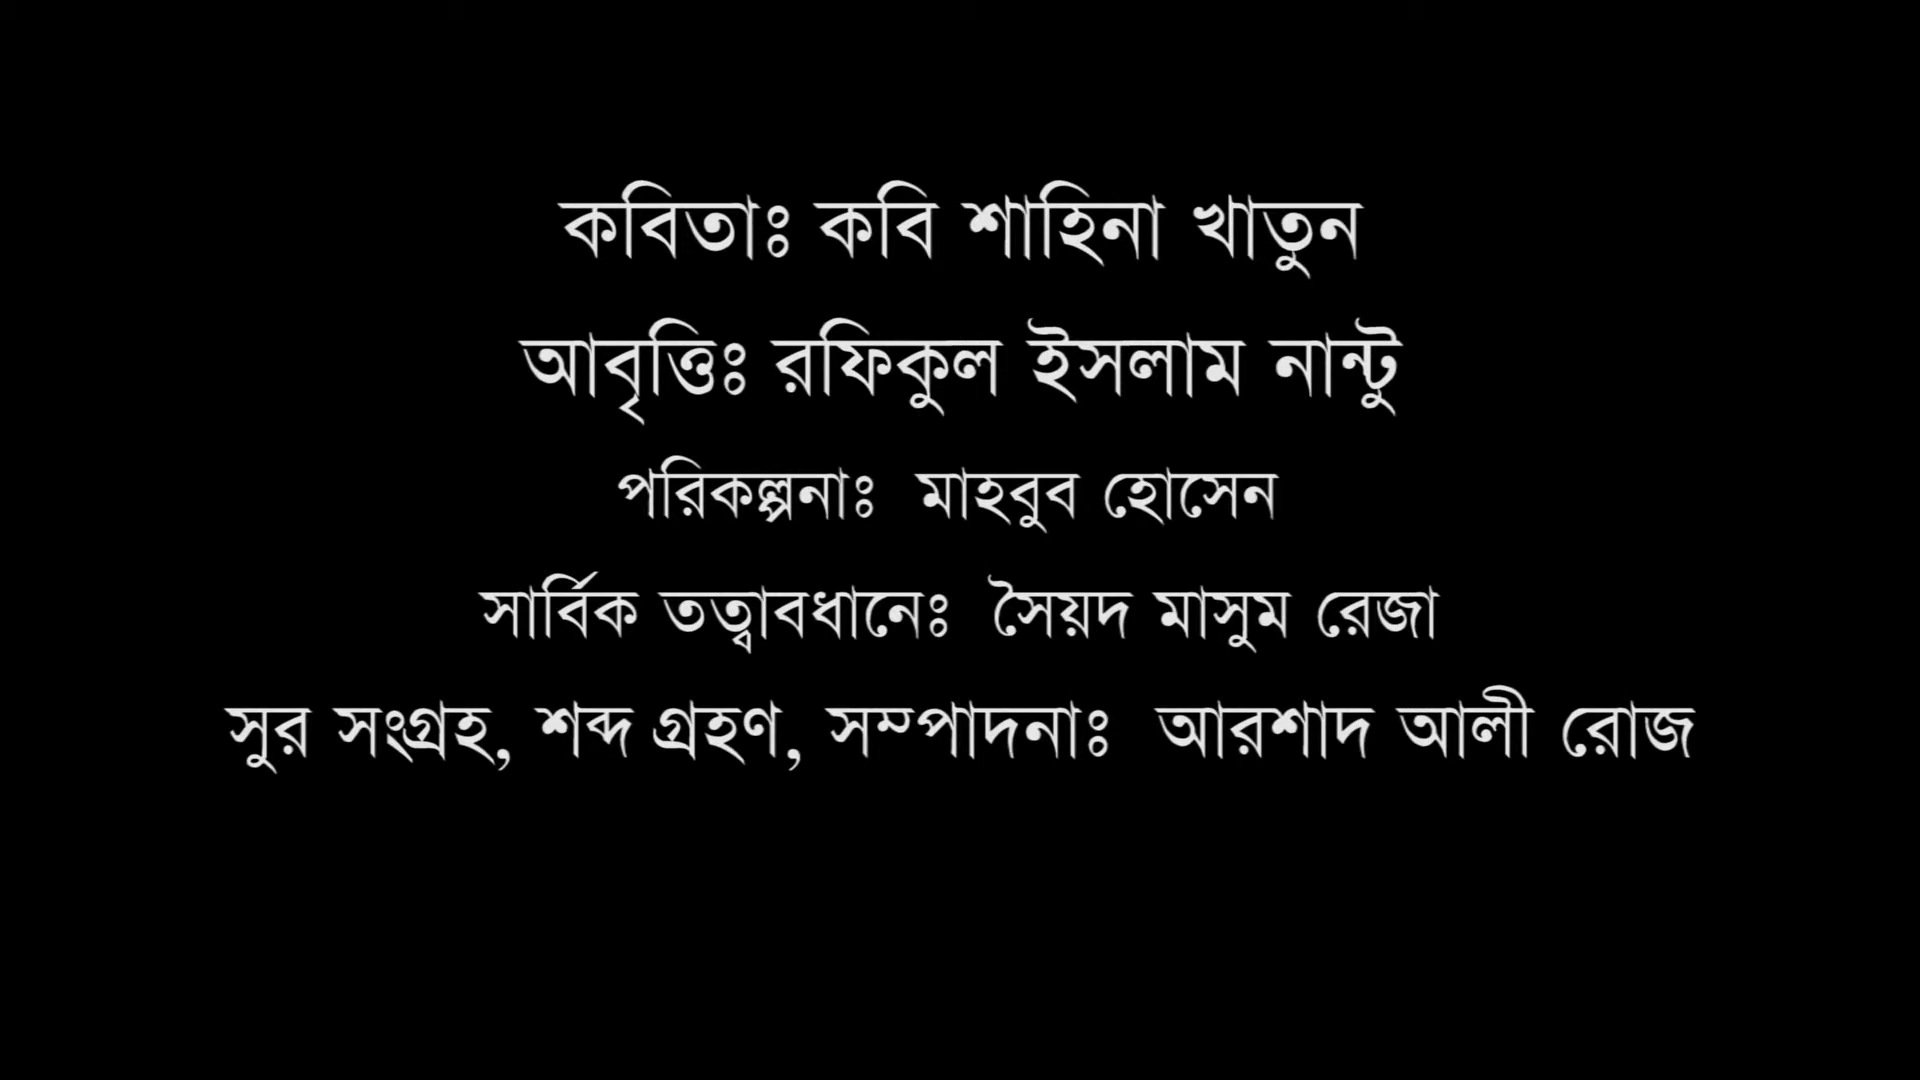 কবিতাঃ কবি শাহিনা খাতুন
আবৃত্তিঃ রফিকুল ইসলাম নান্টু
পরিকল্পনাঃ মাহবুব হোসেন
সার্বিক তত্বাবধানেঃ সৈয়দ মাসুম রেজা
সুর সংগ্রহ, শব্দ গ্রহণ, সম্পাদনাঃ আরশাদ আলী রোজ